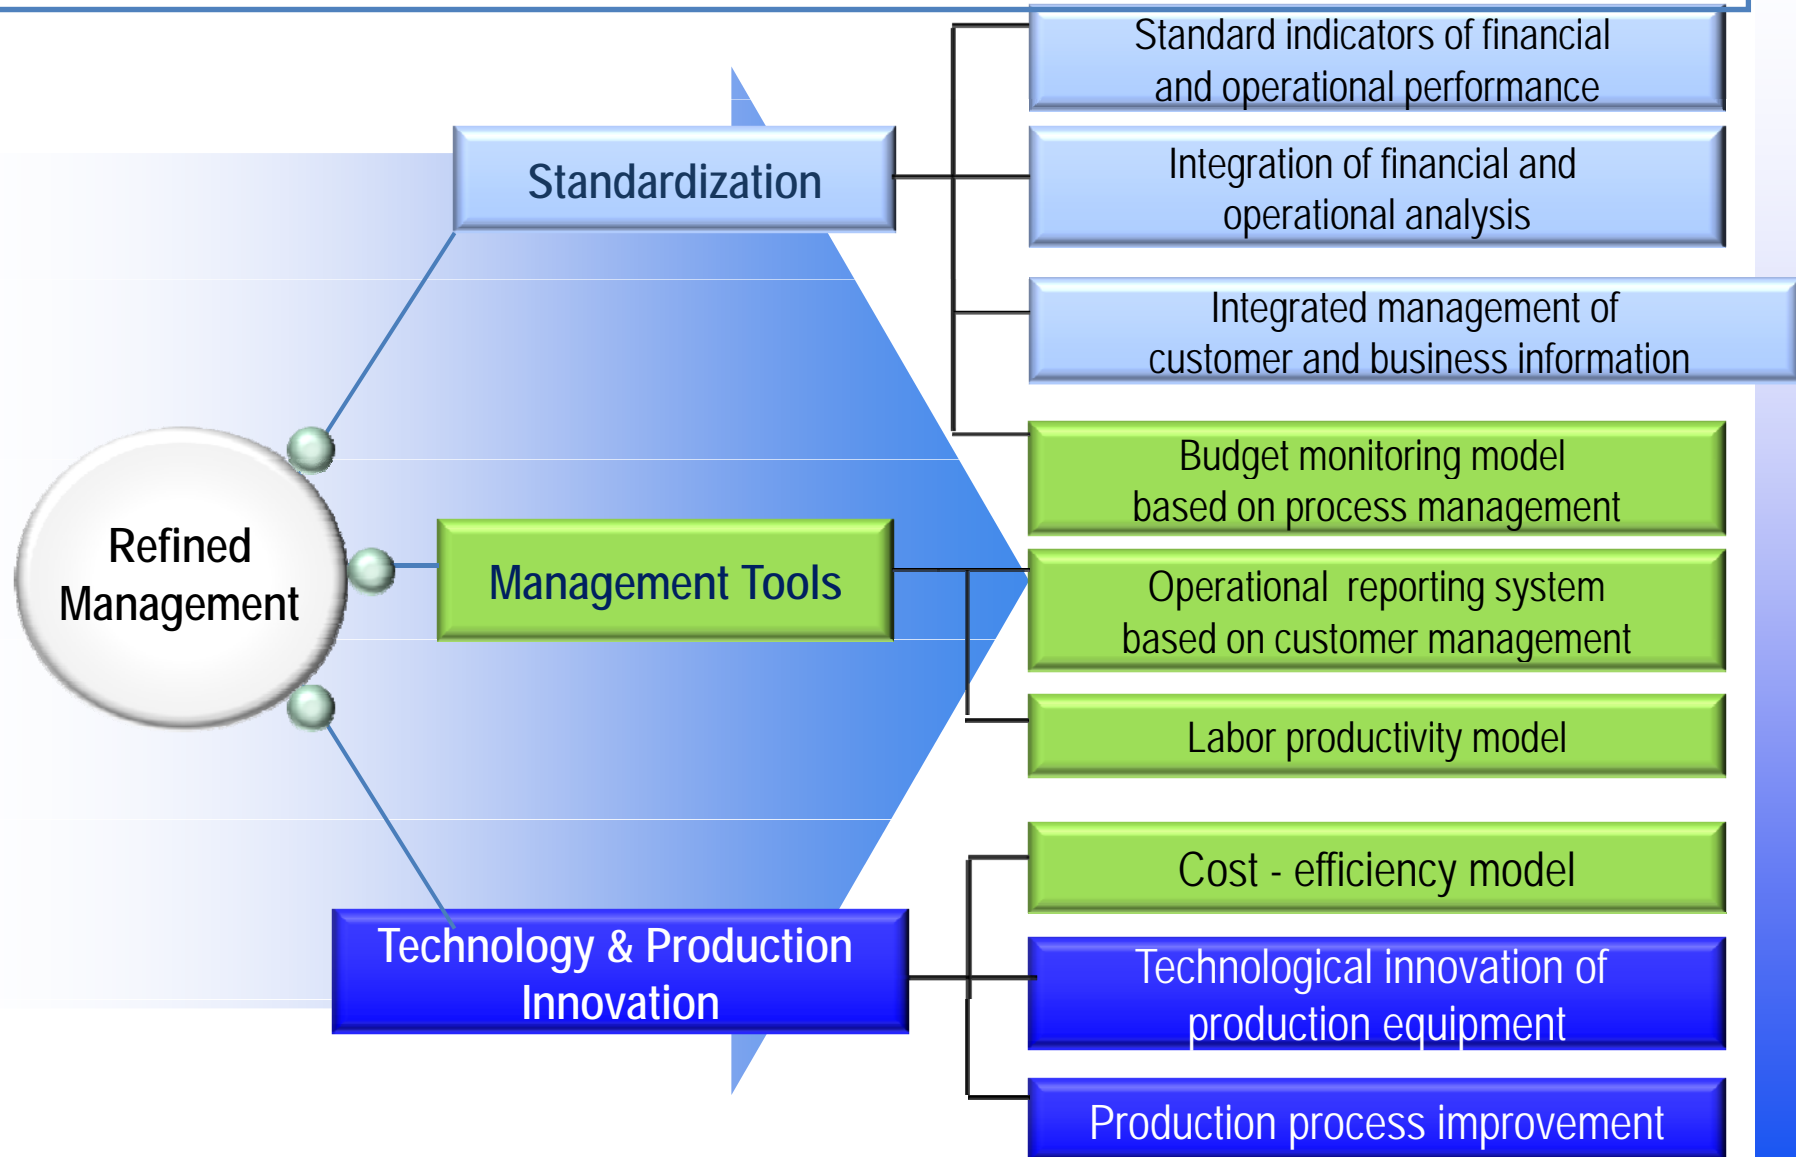 Standard indicators of financial
and operational performance
Standardization
Integration of financial and
operational analysis
Integrated management of
customer and business information
Budget monitoring model
based on process management
Refined
Management
Management Tools
Operational reporting system
based on customer management
Labor productivity model
Cost - efficiency model
Technology & Production
Innovation
Technological innovation of
production equipment
Production process improvement